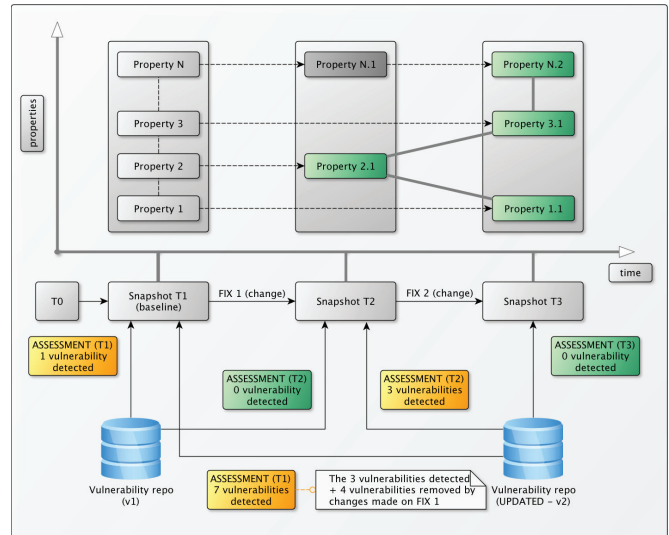 Property N
Property N.1
Property N.2
properties
Property 3
Property 3.1
Property 2
Property 2.1
Property 1
Property 1.1
time
T0
Snapshot T1
(baseline)
FIX 1 (change)
Snapshot T2
FIX 2 (change)
Snapshot T3
ASSESSMENT (T1)
1 vulnerability
detected
ASSESSMENT (T2)
0 vulnerability
detected
ASSESSMENT (T2)
3 vulnerabilities
detected
ASSESSMENT (T3)
0 vulnerability
detected
Vulnerability repo
(v1)
ASSESSMENT (T1)
7 vulnerabilities
detected
The 3 vulnerabilities detected
+ 4 vulnerabilities removed by
changes made on FIX 1
Vulnerability repo
(UPDATED - v2)